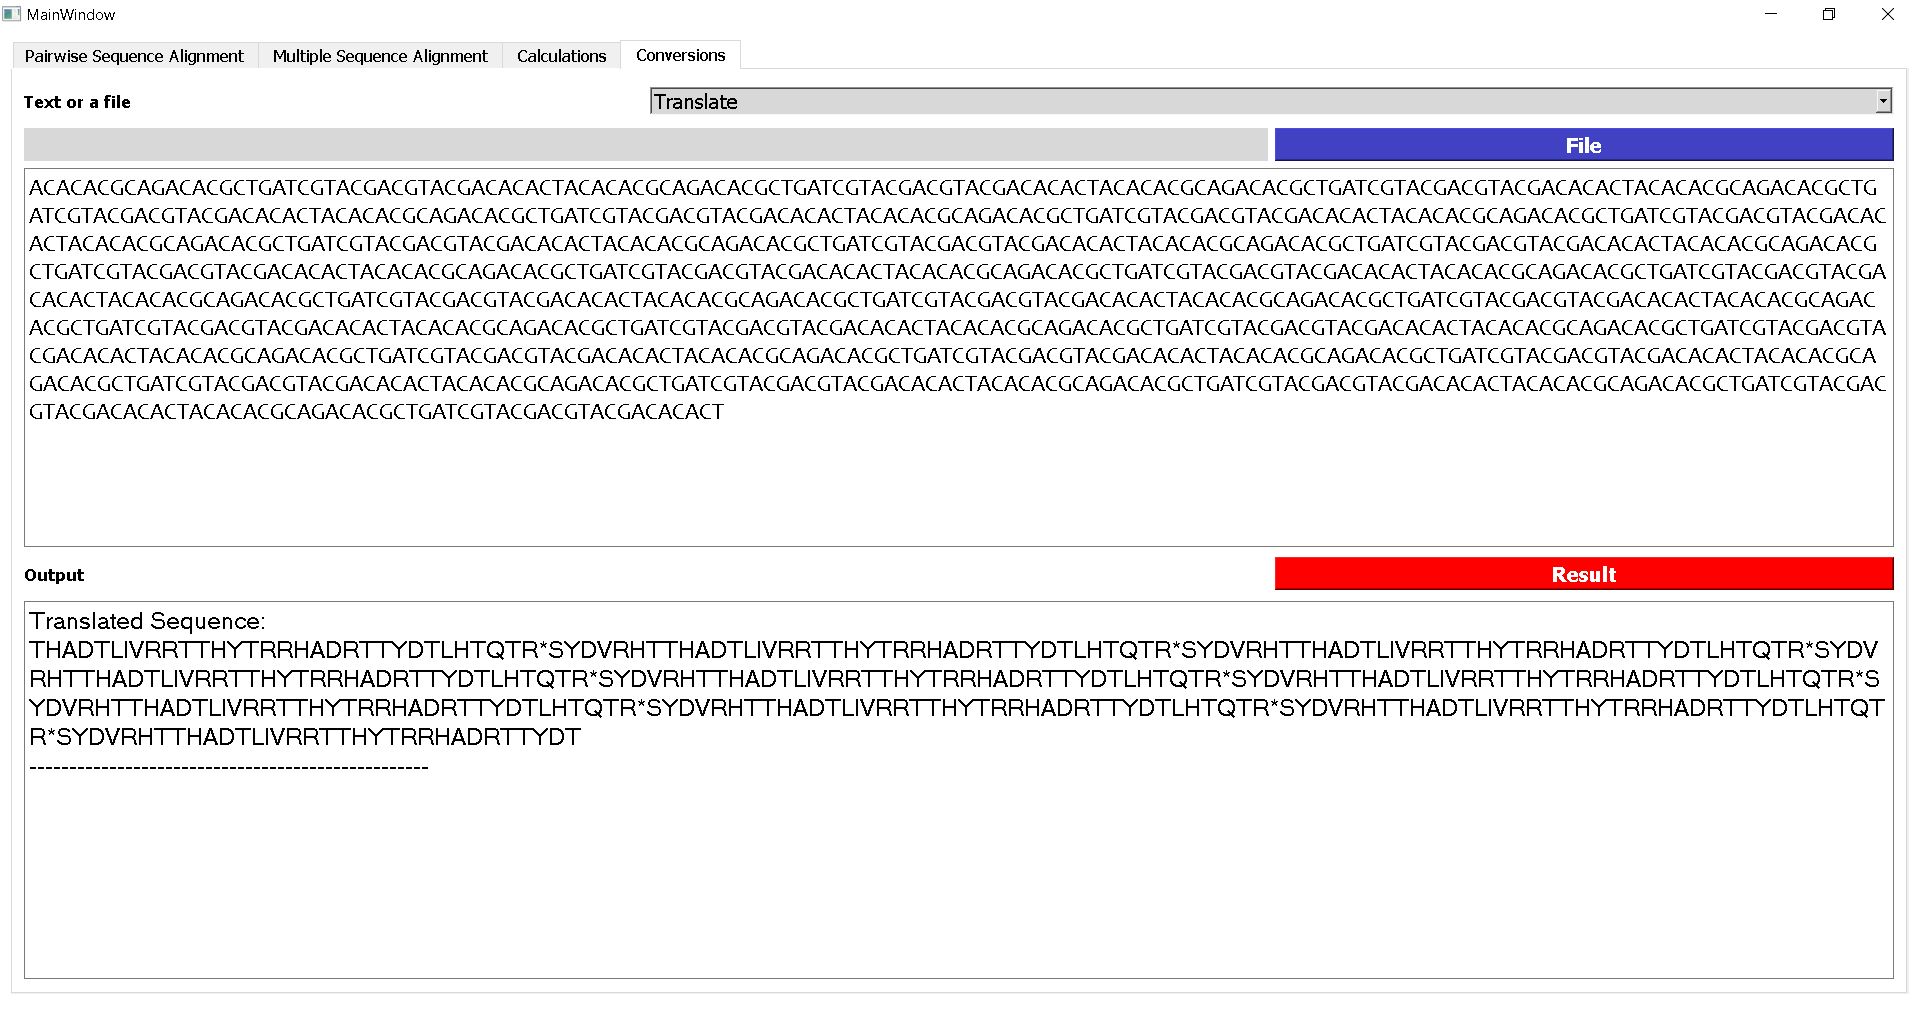 MainWindow
Pairwise Sequence Alignment
Multiple Sequence Alignment
Calculations
Conversions
Text or a file
Translate
File
ACACACGCAGACACGCTGATCGTACGACGTACGACACACTACACACGCAGACACGCTGATCGTACGACGTACGACACACTACACACGCAGACACGCTGATCGTACGACGTACGACACACTACACACGCAGACACGCTG
ATCGTACGACGTACGACACACTACACACGCAGACACGCTGATCGTACGACGTACGACACACTACACACGCAGACACGCTGATCGTACGACGTACGACACACTACACACGCAGACACGCTGATCGTACGACGTACGACAC
ACTACACACGCAGACACGCTGATCGTACGACGTACGACACACTACACACGCAGACACGCTGATCGTACGACGTACGACACACTACACACGCAGACACGCTGATCGTACGACGTACGACACACTACACACGCAGACACG
CTGATCGTACGACGTACGACACACTACACACGCAGACACGCTGATCGTACGACGTACGACACACTACACACGCAGACACGCTGATCGTACGACGTACGACACACTACACACGCAGACACGCTGATCGTACGACGTACGA
CACACTACACACGCAGACACGCTGATCGTACGACGTACGACACACTACACACGCAGACACGCTGATCGTACGACGTACGACACACTACACACGCAGACACGCTGATCGTACGACGTACGACACACTACACACGCAGAC
ACGCTGATCGTACGACGTACGACACACTACACACGCAGACACGCTGATCGTACGACGTACGACACACTACACACGCAGACACGCTGATCGTACGACGTACGACACACTACACACGCAGACACGCTGATCGTACGACGTA
CGACACACTACACACGCAGACACGCTGATCGTACGACGTACGACACACTACACACGCAGACACGCTGATCGTACGACGTACGACACACTACACACGCAGACACGCTGATCGTACGACGTACGACACACTACACACGCA
GACACGCTGATCGTACGACGTACGACACACTACACACGCAGACACGCTGATCGTACGACGTACGACACACTACACACGCAGACACGCTGATCGTACGACGTACGACACACTACACACGCAGACACGCTGATCGTACGAC
GTACGACACACTACACACGCAGACACGCTGATCGTACGACGTACGACACACT
Output
Result
Translated Sequence:
THADTLIVRRTTHYTRRHADRTTYDTLHTQTR*SYDVRHTTHADTLIVRRTTHYTRRHADRTTYDTLHTQTR*SYDVRHTTHADTLIVRRTTHYTRRHADRTTYDTLHTQTR*SYDV
RHTTHADTLIVRRTTHYTRRHADRTTYDTLHTQTR*SYDVRHTTHADTLIVRRTTHYTRRHADRTTYDTLHTQTR*SYDVRHTTHADTLIVRRTTHYTRRHADRTTYDTLHTQTR*S
YDVRHTTHADTLIVRRTTHYTRRHADRTTYDTLHTQTR*SYDVRHTTHADTLIVRRTTHYTRRHADRTTYDTLHTQTR*SYDVRHTTHADTLIVRRTTHYTRRHADRTTYDTLHTQT
R*SYDVRHTTHADTLIVRRTTHYTRRHADRTTYDT
--------------------------------------------------